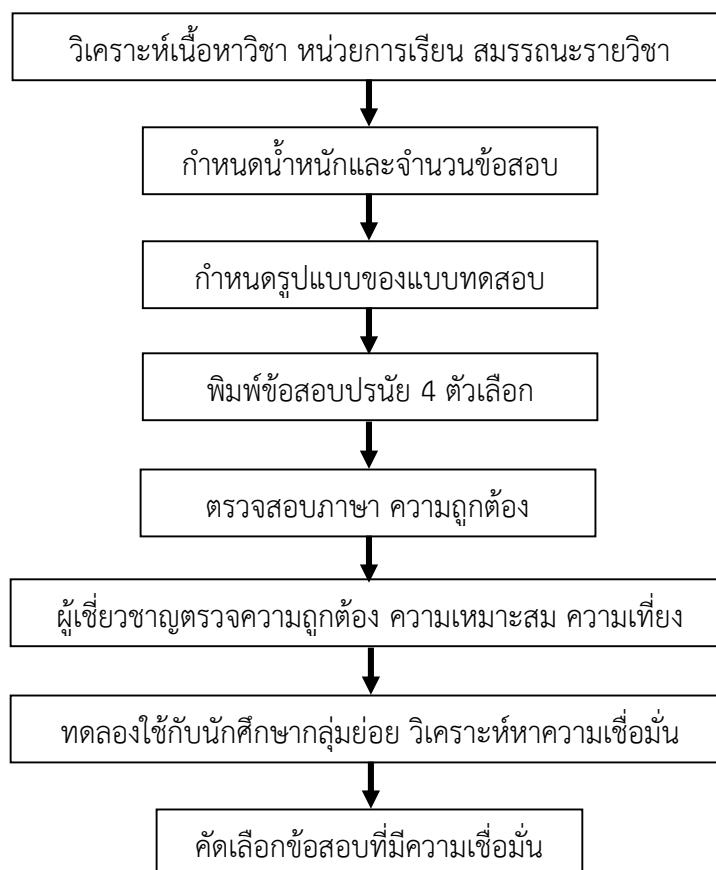 วิเคราะห์เนื้อหาวิชา หน่วยการเรียน สมรรถนะรายวิชา
กำหนดน้ำหนักและจำนวนข้อสอบ
กำหนดรูปแบบของแบบทดสอบ
พิมพ์ข้อสอบปรนัย 4 ตัวเลือก
ตรวจสอบภาษา ความถูกต้อง
ผู้เชี่ยวชาญตรวจความถูกต้อง ความเหมาะสม ความเที่ยง
ทดลองใช้กับนักศึกษากลุ่มย่อย วิเคราะห์หาความเชื่อมั่น
คัดเลือกข้อสอบที่มีความเชื่อมั่น